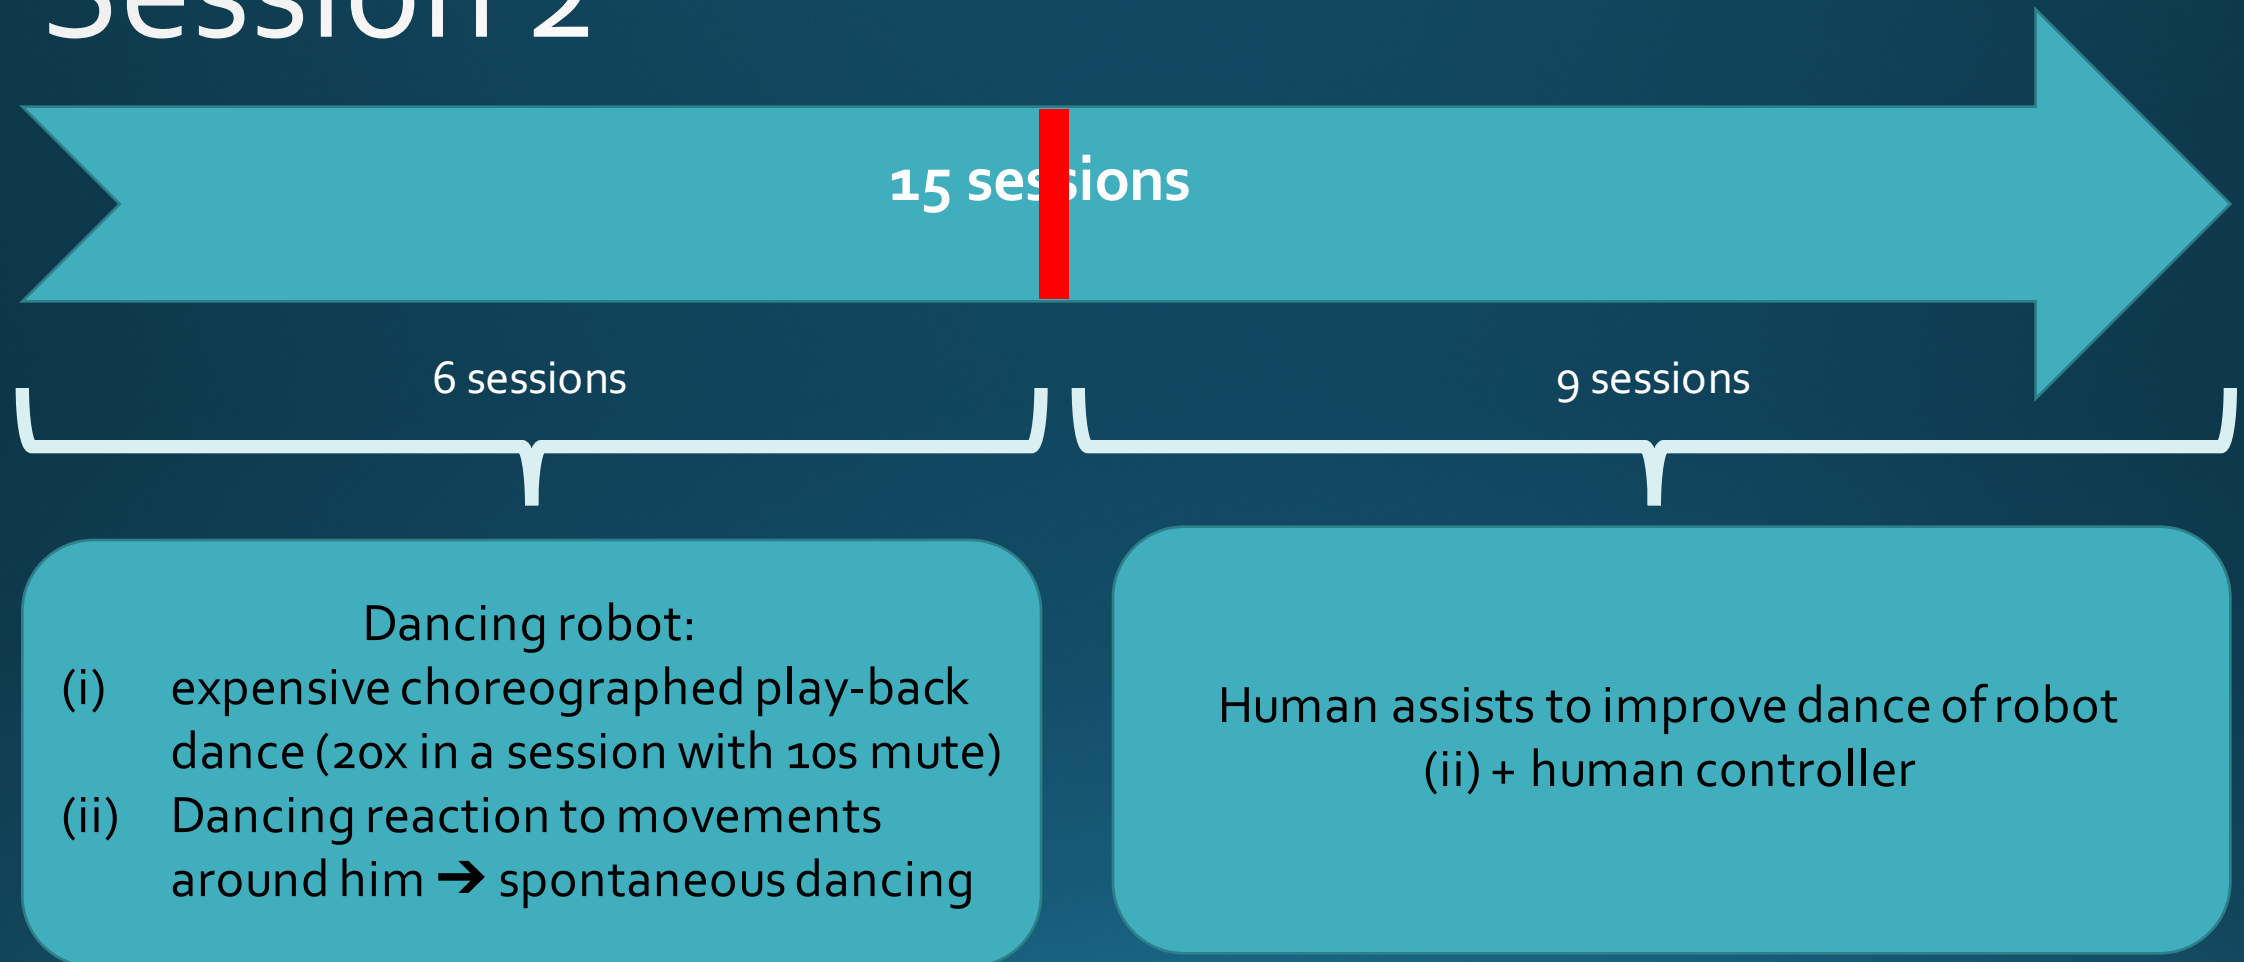 Session 2
15 sessions
6 sessions
9 sessions
Dancing robot:
(i) expensive choreographed play-back
dance (20x in a session with 10s mute)
(ii) Dancing reaction to movements
around him ➔ spontaneous dancing
Human assists to improve dance of robot
(ii) + human controller